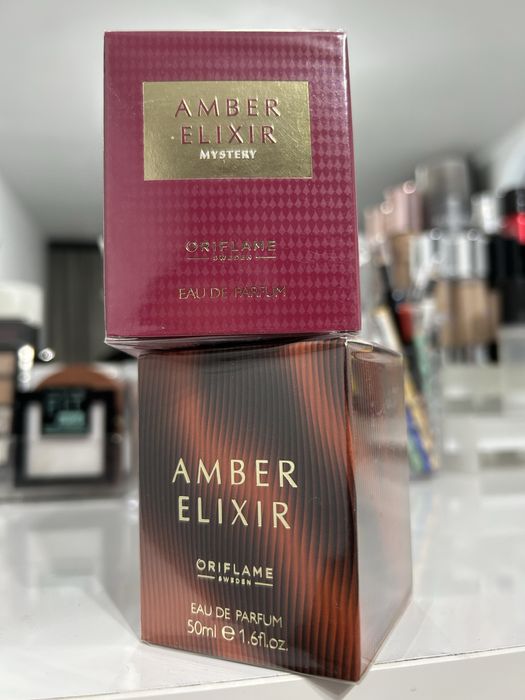 AMBER
ELIXIR
MYSTERY
ORIFLAME
SWEDEN
EAU DE PARFUM
AMBER
ELIXIR
ORIFLAME
SWEDEN
EAU DE PARFUM
50ml e 1.6fl.oz.
FIT